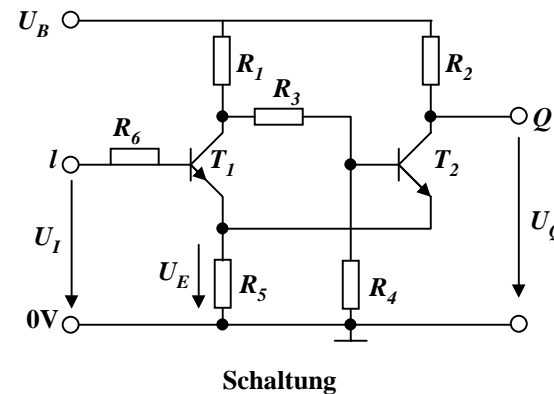 U_B
R_1
R_2
R_3
Q
R_6
l
T_1
T_2
U_I
U_E
R_5
R_4
U_Q
0V
Schaltung